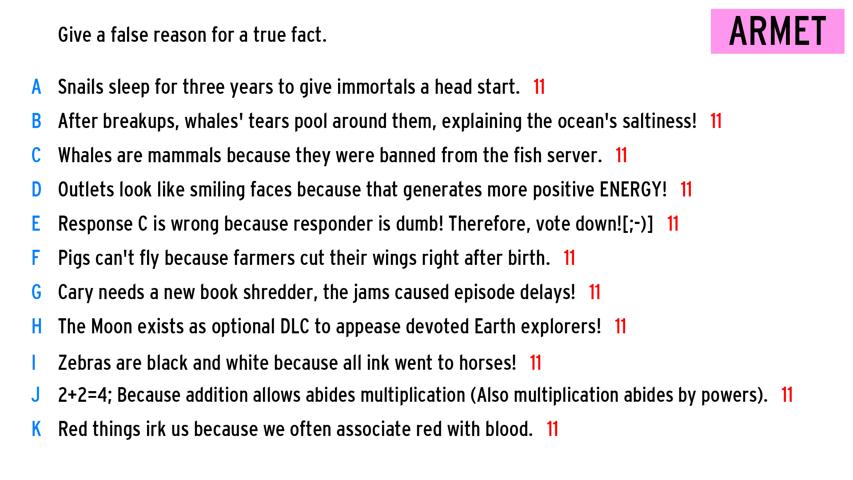 Give a false reason for a true fact.
ARMET
A Snails sleep for three years to give immortals a head start. 11
B After breakups, whales' tears pool around them, explaining the ocean's saltiness! 11
C Whales are mammals because they were banned from the fish server. 11
D Outlets look like smiling faces because that generates more positive ENERGY! 11
E Response C is wrong because responder is dumb! Therefore, vote down![;-)] 11
F Pigs can't fly because farmers cut their wings right after birth. 11
G Cary needs a new book shredder, the jams caused episode delays! 11
H The Moon exists as optional DLC to appease devoted Earth explorers! 11
I Zebras are black and white because all ink went to horses! 11
J 2+2=4; Because addition allows abides multiplication (Also multiplication abides by powers). 11
K Red things irk us because we often associate red with blood. 11